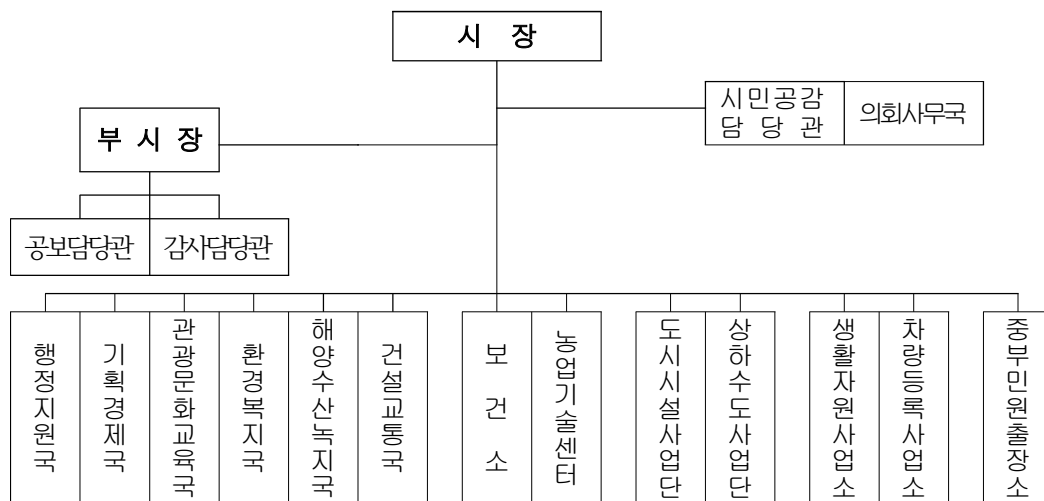 시 장
시민공감
담 당 관
의회사무국
부 시 장
공보담당관
감사담당관
행정지원국
기획경제국
관광문화교육국
환경복지국
해양수산녹지국
건설교통국
보 건 소
농업기술센터
도시시설사업단
상하수도사업단
생활자원사업소
차량등록사업소
중부민원출장소